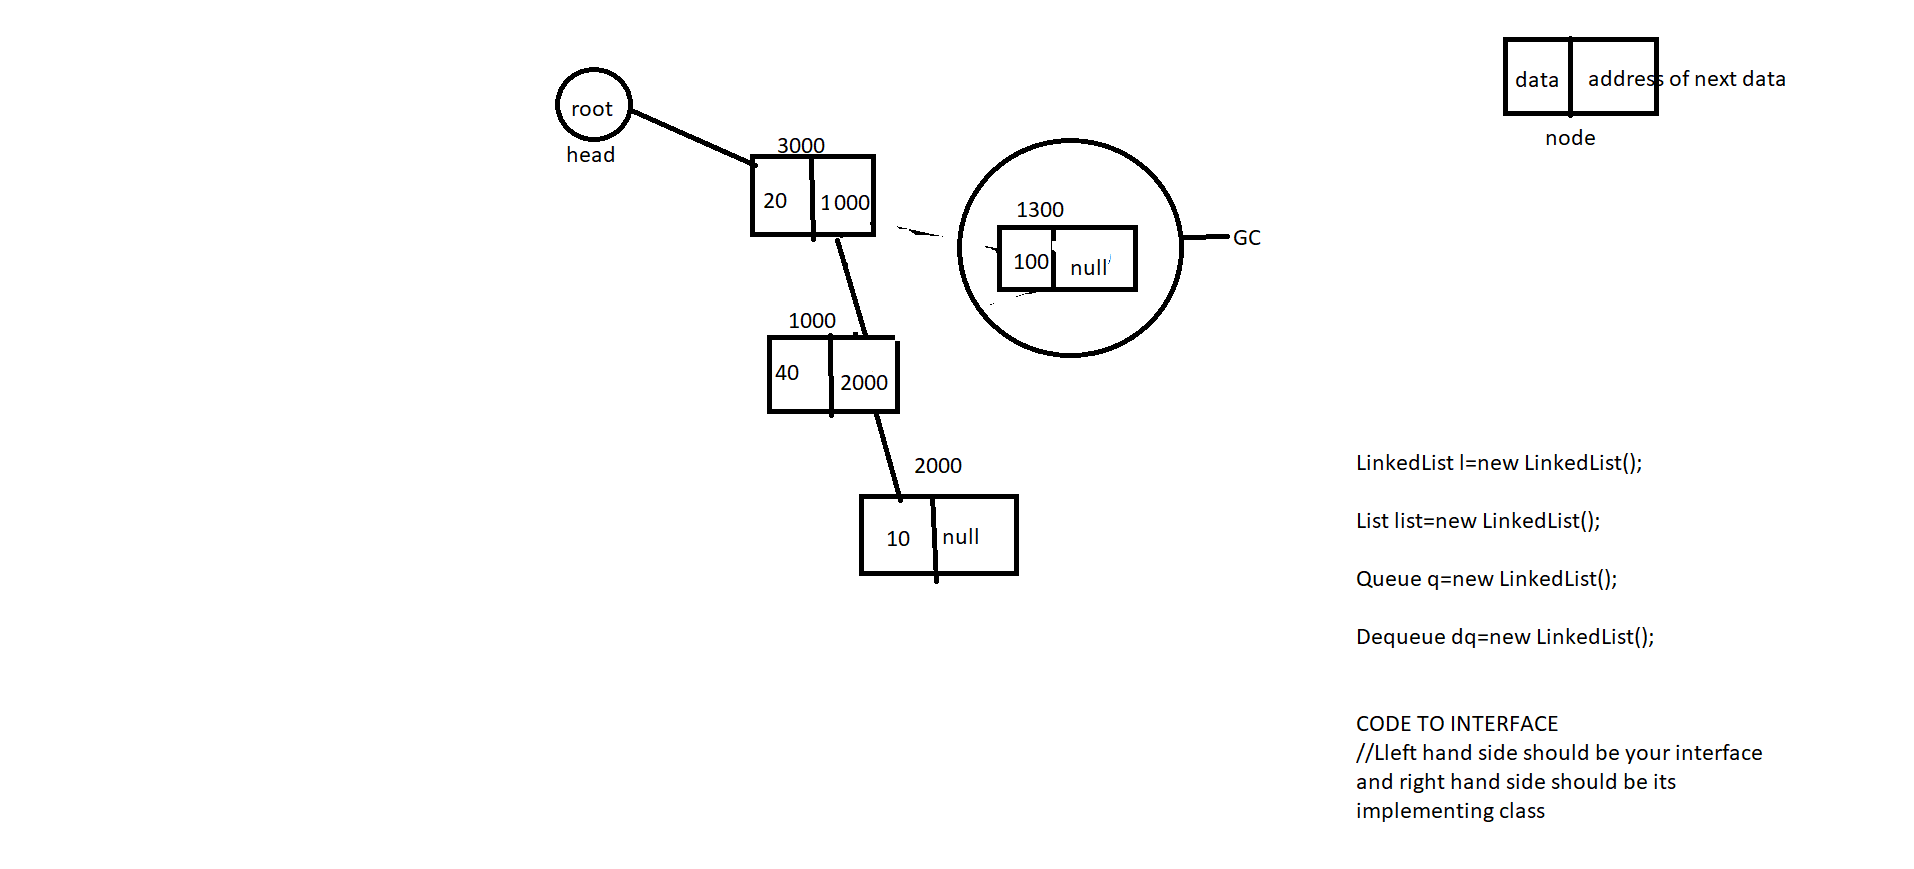 root
head
3000
20
1000
1000
40
2000
2000
10
null
1300
100
null
GC
data
address of next data
node
LinkedList l=new LinkedList();
List list=new LinkedList();
Queue q=new LinkedList();
Dequeue dq=new LinkedList();
CODE TO INTERFACE
//Lleft hand side should be your interface
and right hand side should be its
implementing class